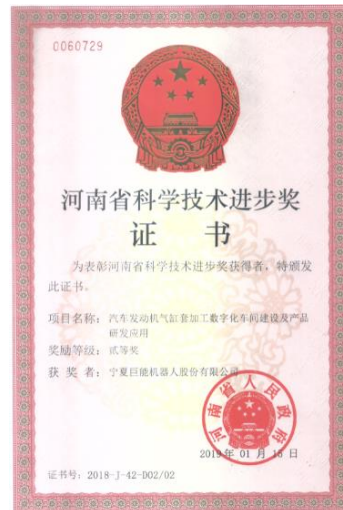 0060729
河南省科学技术进步奖
证 书
为表彰河南省科学技术进步奖获得者，特颁发
此证书。
项目名称：汽车发动机气缸套加工数字化车间建设及产品
研发应用
奖励等级：贰等奖
获 奖 者：宁夏巨能机器人股份有限公司
河南省人民政府
2019年 01 月 15 日
证书号：2018-J-42-D02/02